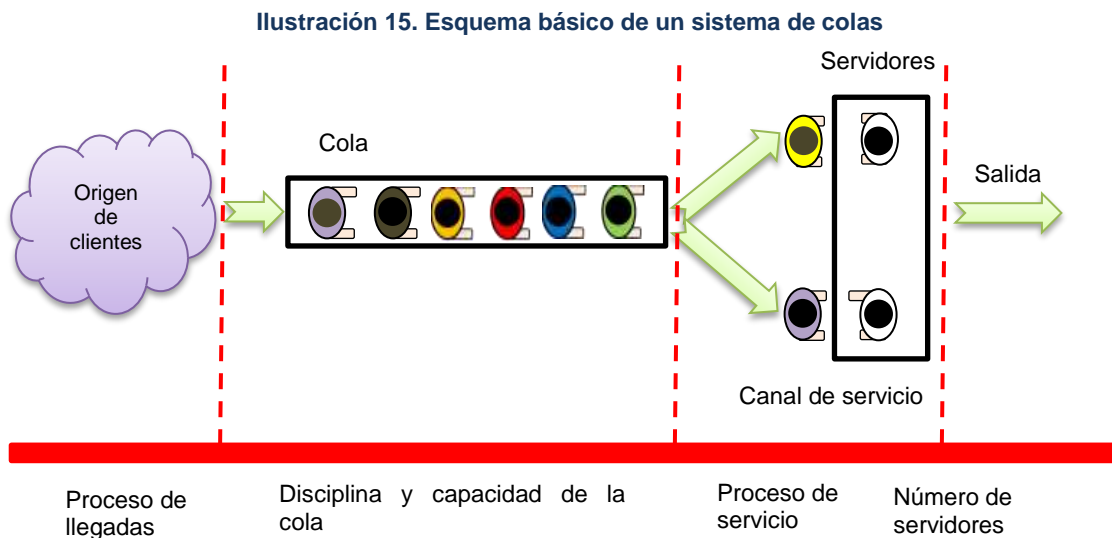 Ilustración 15. Esquema básico de un sistema de colas
Servidores
Cola
Origen
de
clientes
Salida
Canal de servicio
Proceso de
llegadas
Disciplina y capacidad de la
cola
Proceso de
servicio
Número de
servidores